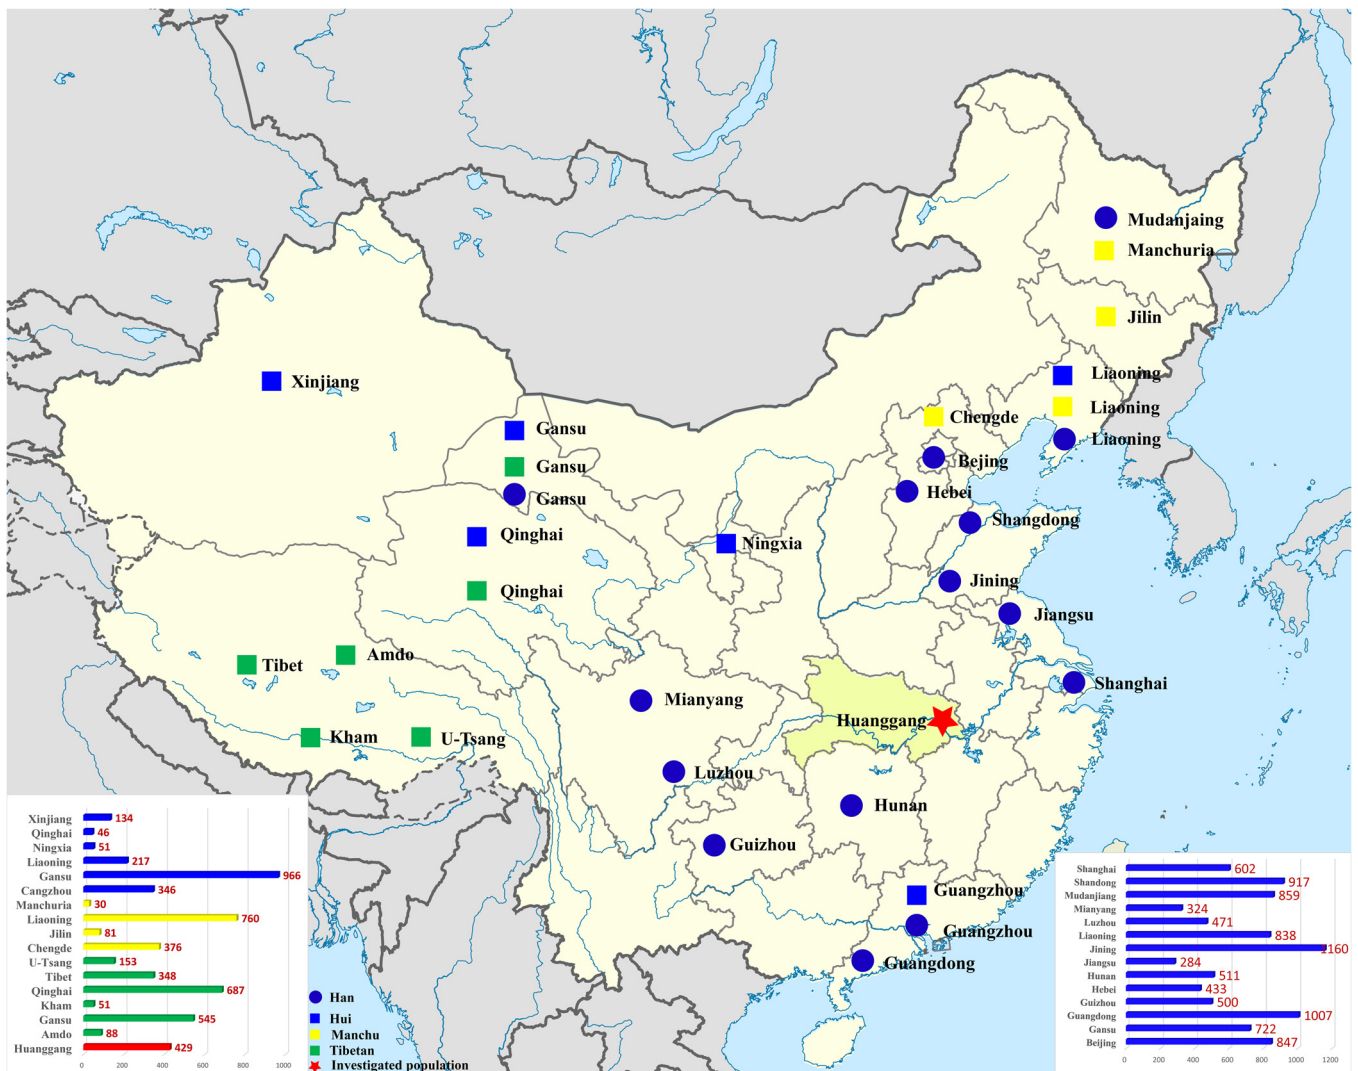 Mudanjaing
Manchuria
Jilin
Xinjiang
Liaoning
Liaoning
Chengde
Gansu
Liaoning
Bejing
Gansu
Hebei
Gansu
Shangdong
Qinghai
Ningxia
Jining
Qinghai
Jiangsu
Amdo
Tibet
Shanghai
Mianyang
Huanggang
Kham
U-Tsang
Luzhou
Hunan
Guizhou
Guangzhou
Guangzhou
Guangdong
Xinjiang 134
Qinghai 46
Ningxia 51
Liaoning 217
Gansu 966
Cangzhou 346
Manchuria 30
Liaoning 760
Jilin 81
Chengde 376
U-Tsang 153
Tibet 348
Qinghai 687
Kham 51
Gansu 545
Amdo 88
Huanggang 429
0 200 400 600 800 1000
Han
Hui
Manchu
Tibetan
Investigated population
Shanghai 602
Shandong 917
Mudanjiang 859
Mianyang 324
Luzhou 471
Liaoning 838
Jining 1160
Jiangsu 284
Hunan 511
Hebei 433
Guizhou 500
Guangdong 1007
Gansu 722
Beijing 847
0 200 400 600 800 1000 1200